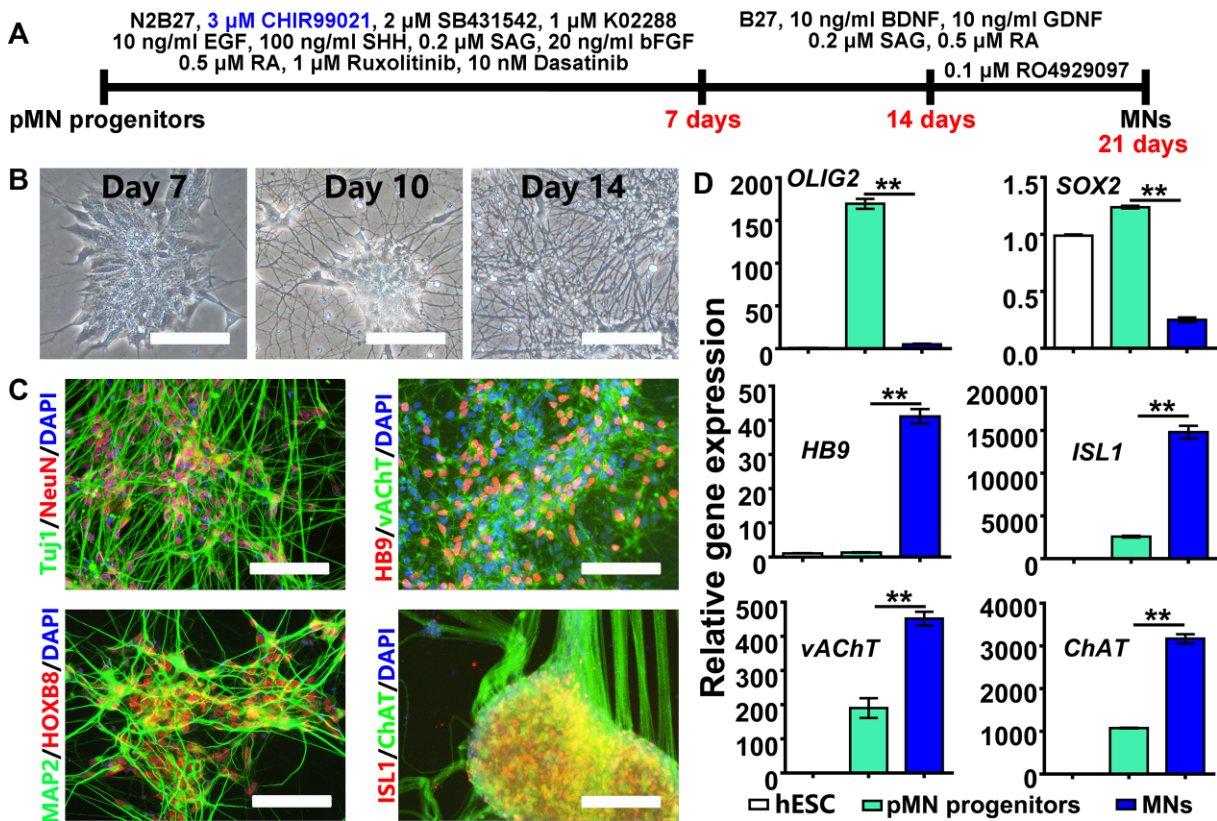 A
N2B27, 3 µM CHIR99021, 2 µM SB431542, 1 µM K02288
10 ng/ml EGF, 100 ng/ml SHH, 0.2 µM SAG, 20 ng/ml bFGF
0.5 µM RA, 1 µM Ruxolitinib, 10 nM Dasatinib
B27, 10 ng/ml BDNF, 10 ng/ml GDNF
0.2 µM SAG, 0.5 µM RA
0.1 µM RO4929097
pMN progenitors
7 days
14 days
MNs
21 days
B
Day 7
Day 10
Day 14
C
Tuj1/NeuN/DAPI
HB9/vAChT/DAPI
MAP2/HOXB8/DAPI
ISL1/ChAT/DAPI
D
Relative gene expression
OLIG2
**
200
150
100
50
0
SOX2
**
1.5
1.0
0.5
0.0
HB9
**
50
40
30
20
10
0
ISL1
**
20000
15000
10000
5000
0
vAChT
**
500
400
300
200
100
0
ChAT
**
4000
3000
2000
1000
0
hESC
pMN progenitors
MNs